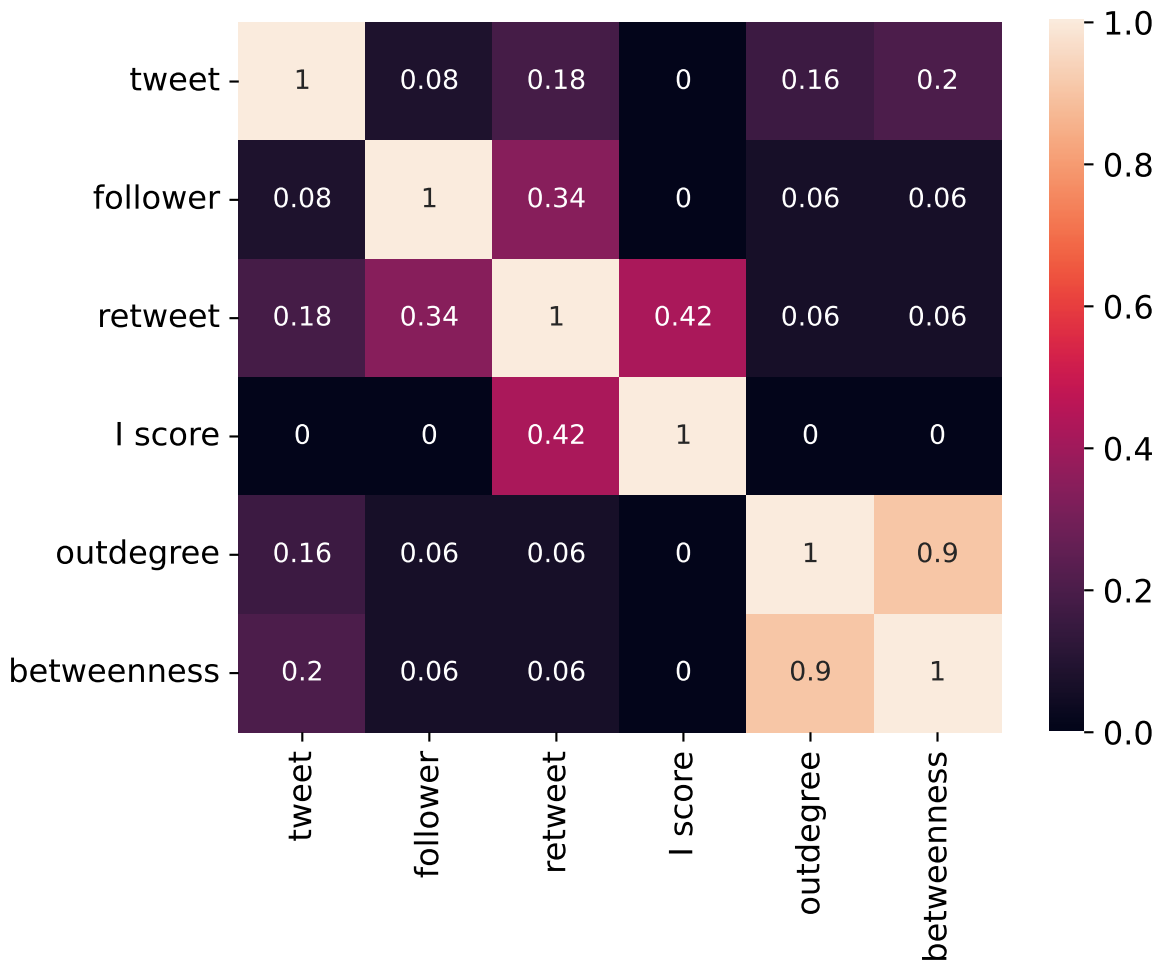 tweet 1 0.08 0.18 0 0.16 0.2
follower 0.08 1 0.34 0 0.06 0.06
retweet 0.18 0.34 1 0.42 0.06 0.06
I score 0 0 0.42 1 0 0
outdegree 0.16 0.06 0.06 0 1 0.9
betweenness 0.2 0.06 0.06 0 0.9 1
tweet
follower
retweet
I score
outdegree
betweenness
1.0
0.8
0.6
0.4
0.2
0.0